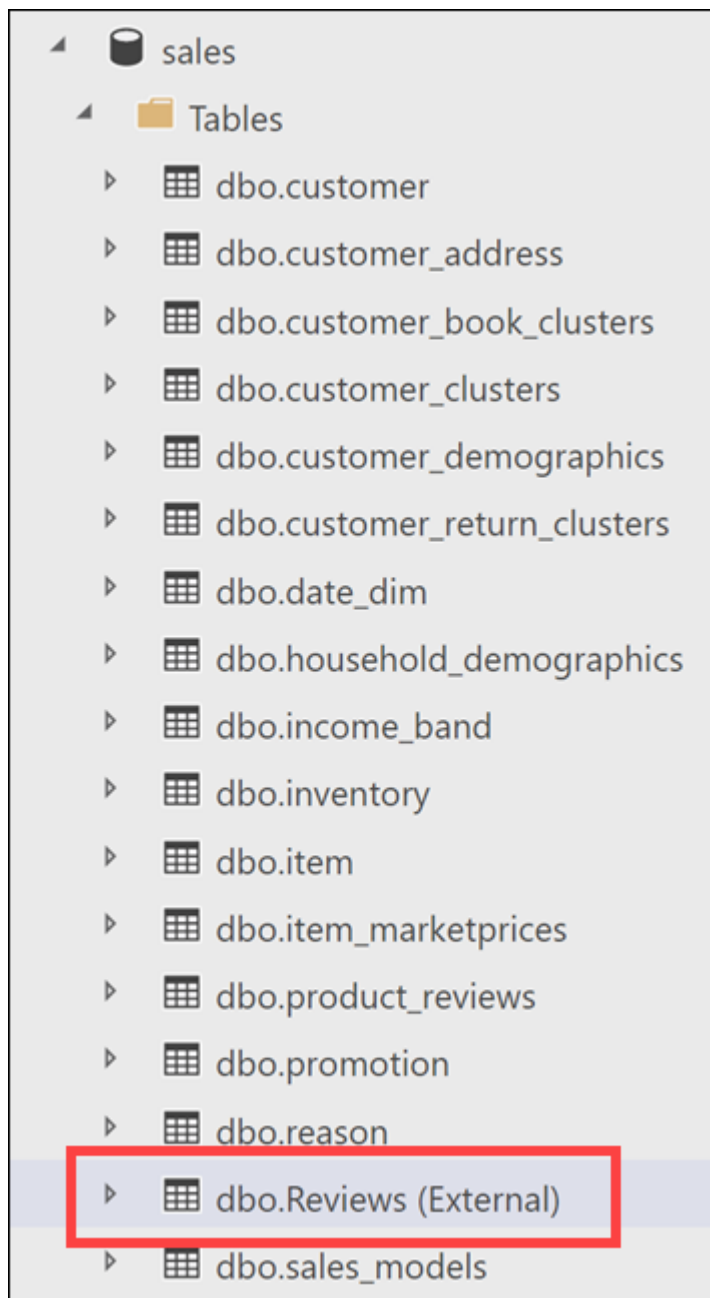 sales
Tables
dbo.customer
dbo.customer_address
dbo.customer_book_clusters
dbo.customer_clusters
dbo.customer_demographics
dbo.customer_return_clusters
dbo.date_dim
dbo.household_demographics
dbo.income_band
dbo.inventory
dbo.item
dbo.item_marketprices
dbo.product_reviews
dbo.promotion
dbo.reason
dbo.Reviews (External)
dbo.sales_models